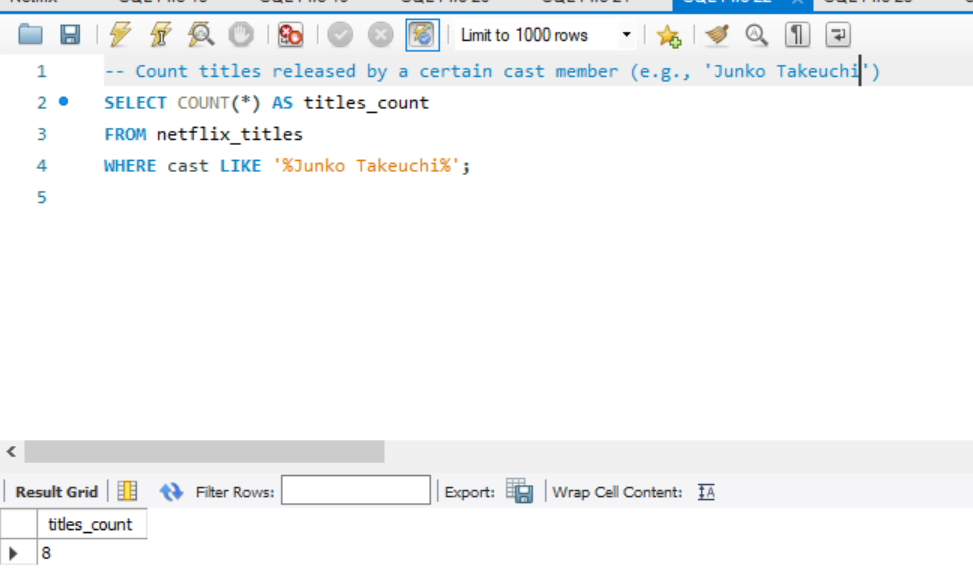 Limit to 1000 rows
1 -- Count titles released by a certain cast member (e.g., 'Junko Takeuchi')
2 SELECT COUNT(*) AS titles_count
3 FROM netflix_titles
4 WHERE cast LIKE '%Junko Takeuchi%';
5
Result Grid Filter Rows: Export: Wrap Cell Content: IA
titles_count
8